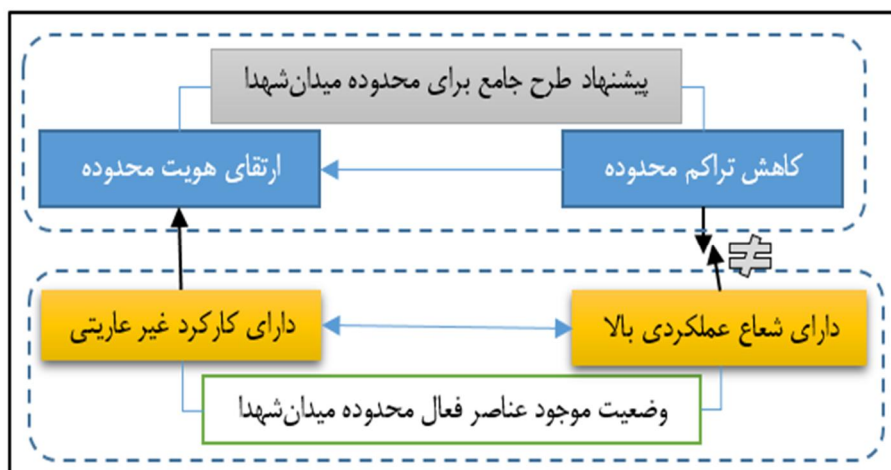 پیشنهاد طرح جامع برای محدوده میدان‌شهدا
کاهش تراکم محدوده
ارتقای هویت محدوده
≠
دارای شعاع عملکردی بالا
دارای کارکرد غیر عاریتی
وضعیت موجود عناصر فعال محدوده میدان‌شهدا